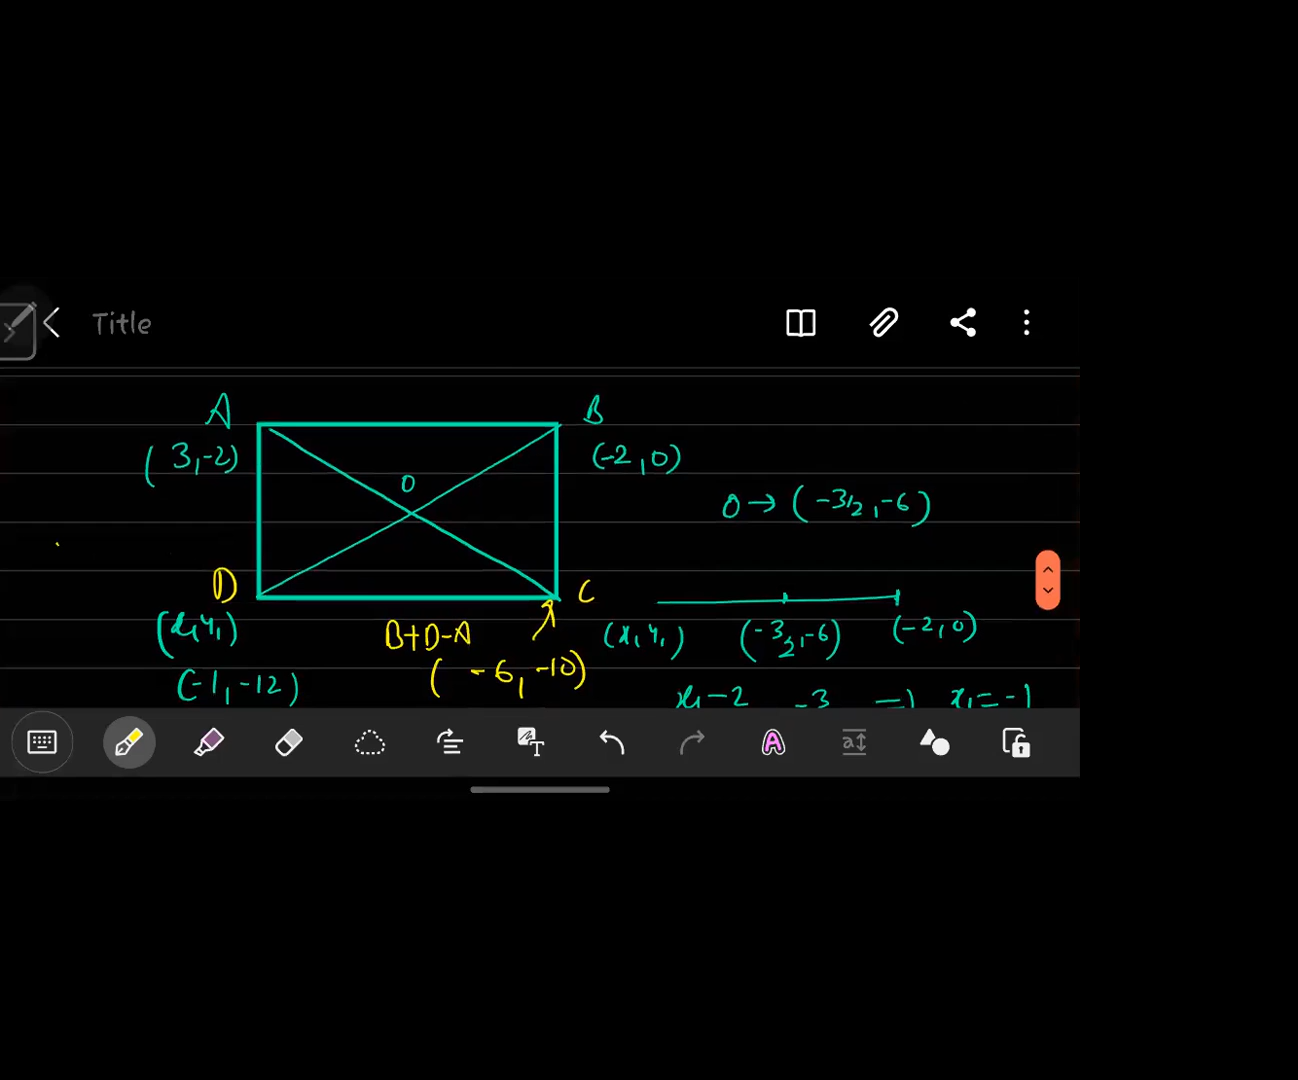 Title
A
B
(3,-2)
(-2,0)
O
O → (-3/2, -6)
D
C
(x₁,y₁)
B+D-A
(x₁,y₁)
(-3/2,-6)
(-2,0)
(-1,-12)
(-6,-10)
x₁-2
-3
⇒ x₁=-1